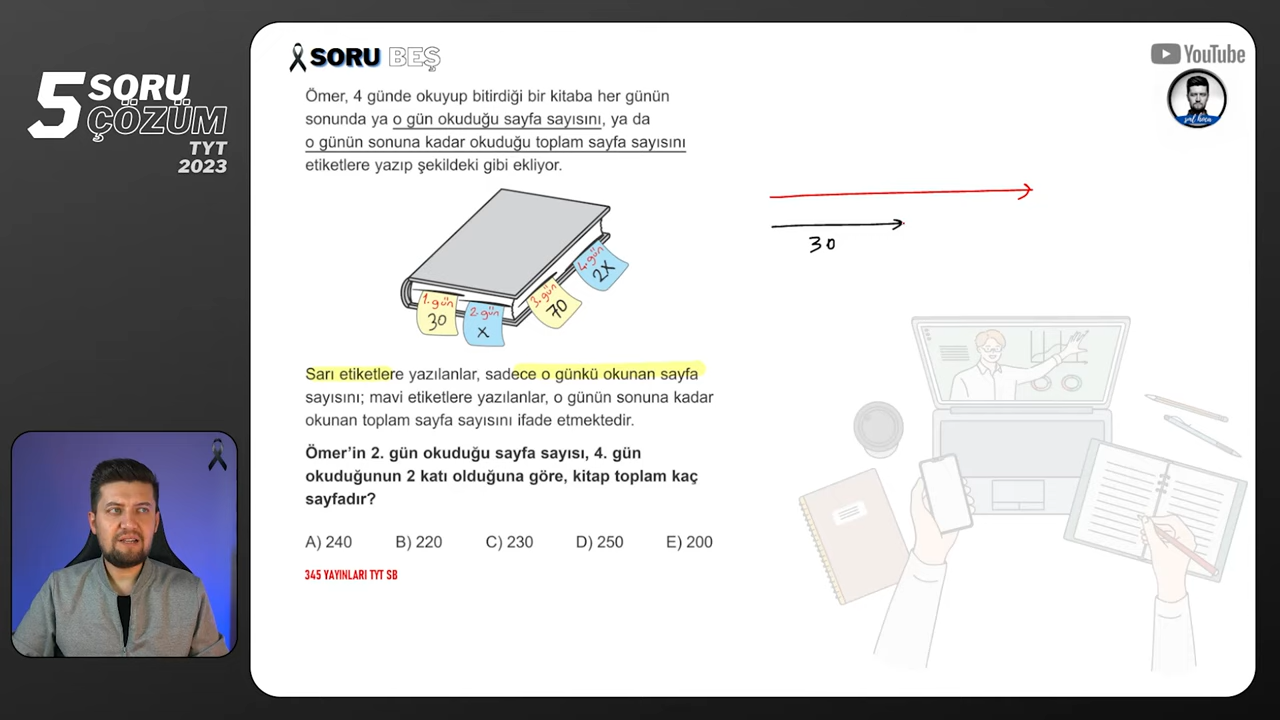 5 SORU
ÇÖZÜM
TYT
2023
SORU BEŞ
YouTube
Ömer, 4 günde okuyup bitirdiği bir kitaba her günün
sonunda ya o gün okuduğu sayfa sayısını, ya da
o günün sonuna kadar okuduğu toplam sayfa sayısını
etiketlere yazıp şekildeki gibi ekliyor.
1. gün
30
2. gün
x
3. gün
70
4. gün
2x
30
Sarı etiketlere yazılanlar, sadece o günkü okunan sayfa
sayısını; mavi etiketlere yazılanlar, o günün sonuna kadar
okunan toplam sayfa sayısını ifade etmektedir.
Ömer'in 2. gün okuduğu sayfa sayısı, 4. gün
okuduğunun 2 katı olduğuna göre, kitap toplam kaç
sayfadır?
A) 240 B) 220 C) 230 D) 250 E) 200
345 YAYINLARI TYT SB